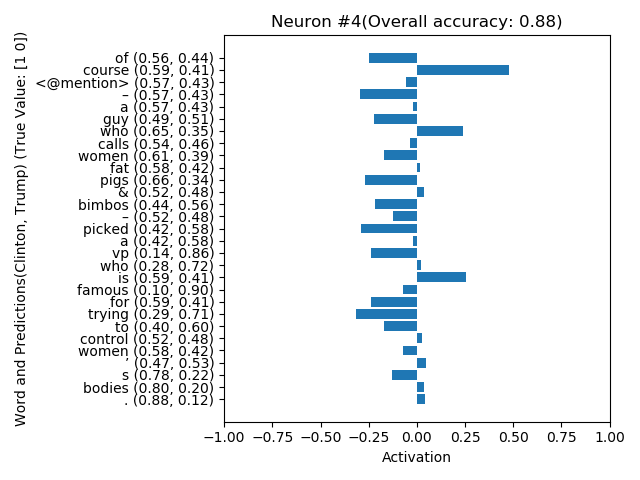 Neuron #4(Overall accuracy: 0.88)
Word and Predictions(Clinton, Trump) (True Value: [1 0])
of (0.56, 0.44)
course (0.59, 0.41)
<@mention> (0.57, 0.43)
– (0.57, 0.43)
a (0.57, 0.43)
guy (0.49, 0.51)
who (0.65, 0.35)
calls (0.54, 0.46)
women (0.61, 0.39)
fat (0.58, 0.42)
pigs (0.66, 0.34)
& (0.52, 0.48)
bimbos (0.44, 0.56)
– (0.52, 0.48)
picked (0.42, 0.58)
a (0.42, 0.58)
vp (0.14, 0.86)
who (0.28, 0.72)
is (0.59, 0.41)
famous (0.10, 0.90)
for (0.59, 0.41)
trying (0.29, 0.71)
to (0.40, 0.60)
control (0.52, 0.48)
women (0.58, 0.42)
’ (0.47, 0.53)
s (0.78, 0.22)
bodies (0.80, 0.20)
. (0.88, 0.12)
−1.00 −0.75 −0.50 −0.25 0.00 0.25 0.50 0.75 1.00
Activation